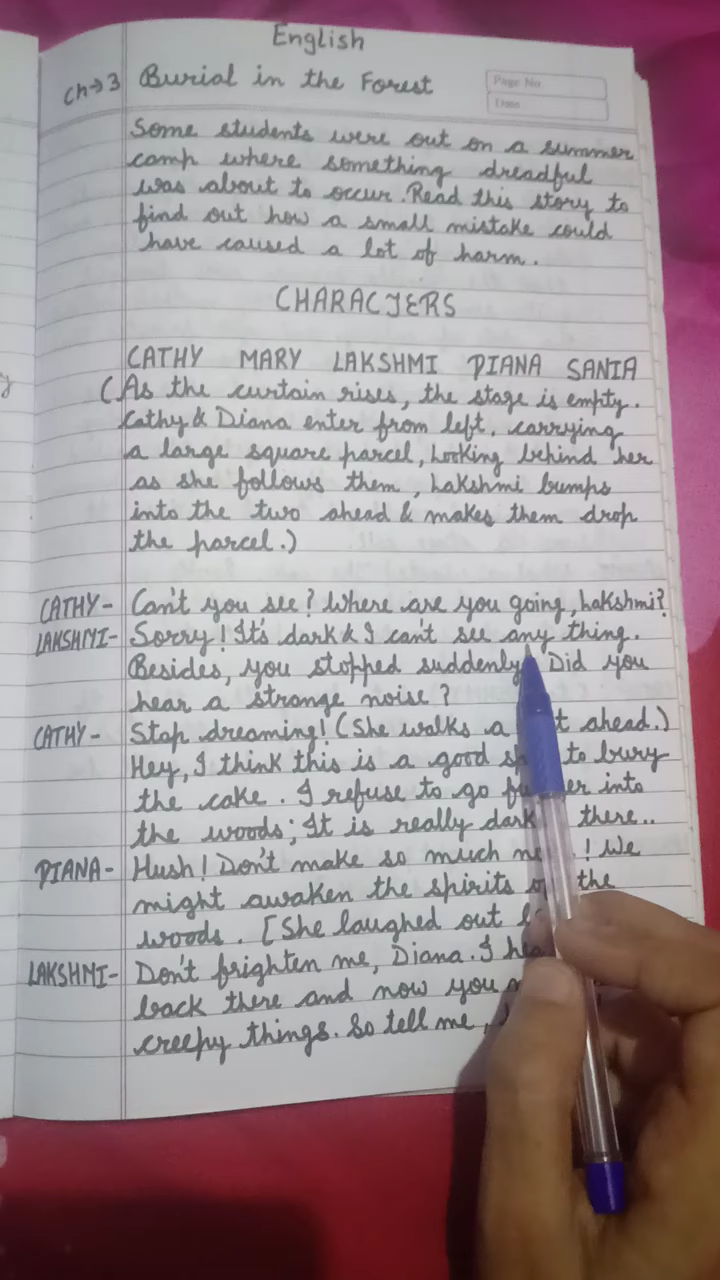 English
Ch→3 Burial in the Forest
Page No
Date
Some students were out on a summer
camp where something dreadful
was about to occur. Read this story to
find out how a small mistake could
have caused a lot of harm.
CHARACTERS
CATHY MARY LAKSHMI DIANA SANIA
(As the curtain rises, the stage is empty.
Cathy & Diana enter from left, carrying
a large square parcel, looking behind her
as she follows them, Lakshmi bumps
into the two ahead & makes them drop
the parcel.)
CATHY- Can't you see? Where are you going, Lakshmi?
LAKSHMI- Sorry! It's dark & I can't see any thing.
Besides, you stopped suddenly. Did you
hear a strange noise?
CATHY- Stop dreaming! (She walks a ahead.)
Hey, I think this is a good to bury
the cake. I refuse to go into
the woods; It is really dark there..
DIANA- Hush! Don't make so much ! We
might awaken the spirits the
woods. [She laughed out
LAKSHMI- Don't frighten me, Diana. I
back there and now you
creepy things. So tell me,